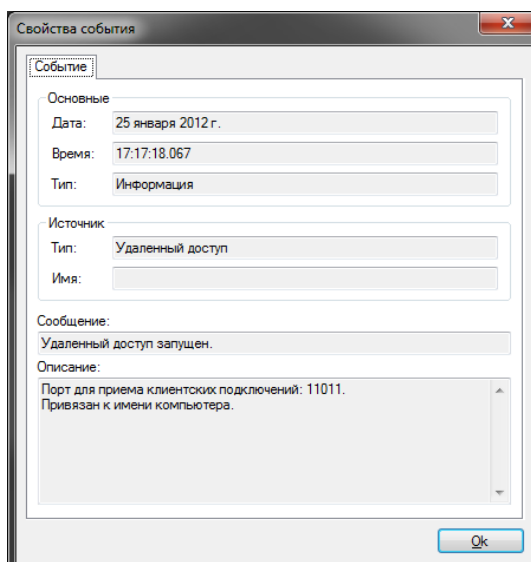 Свойства события
Событие
Основные
Дата: 25 января 2012 г.
Время: 17:17:18.067
Тип: Информация
Источник
Тип: Удаленный доступ
Имя:
Сообщение:
Удаленный доступ запущен.
Описание:
Порт для приема клиентских подключений: 11011.
Привязан к имени компьютера.
Ok